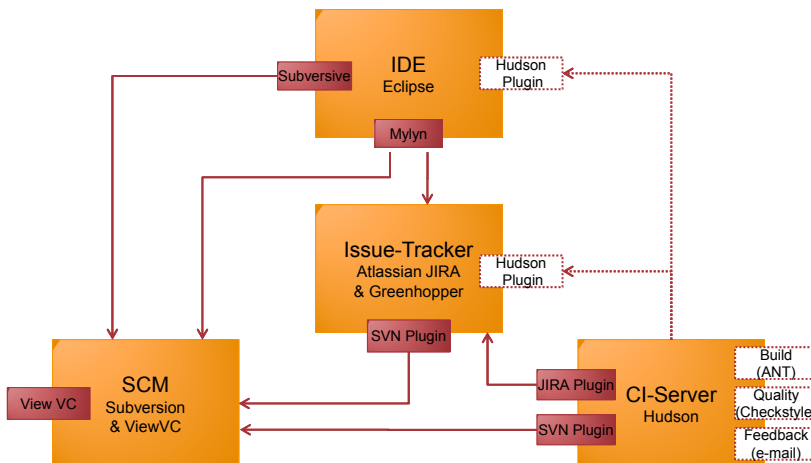 IDE
Eclipse
Subversive
Hudson
Plugin
Mylyn
Issue-Tracker
Atlassian JIRA
& Greenhopper
Hudson
Plugin
SVN Plugin
SCM
Subversion
& ViewVC
View VC
JIRA Plugin
SVN Plugin
CI-Server
Hudson
Build
(ANT)
Quality
(Checkstyle
Feedback
(e-mail)